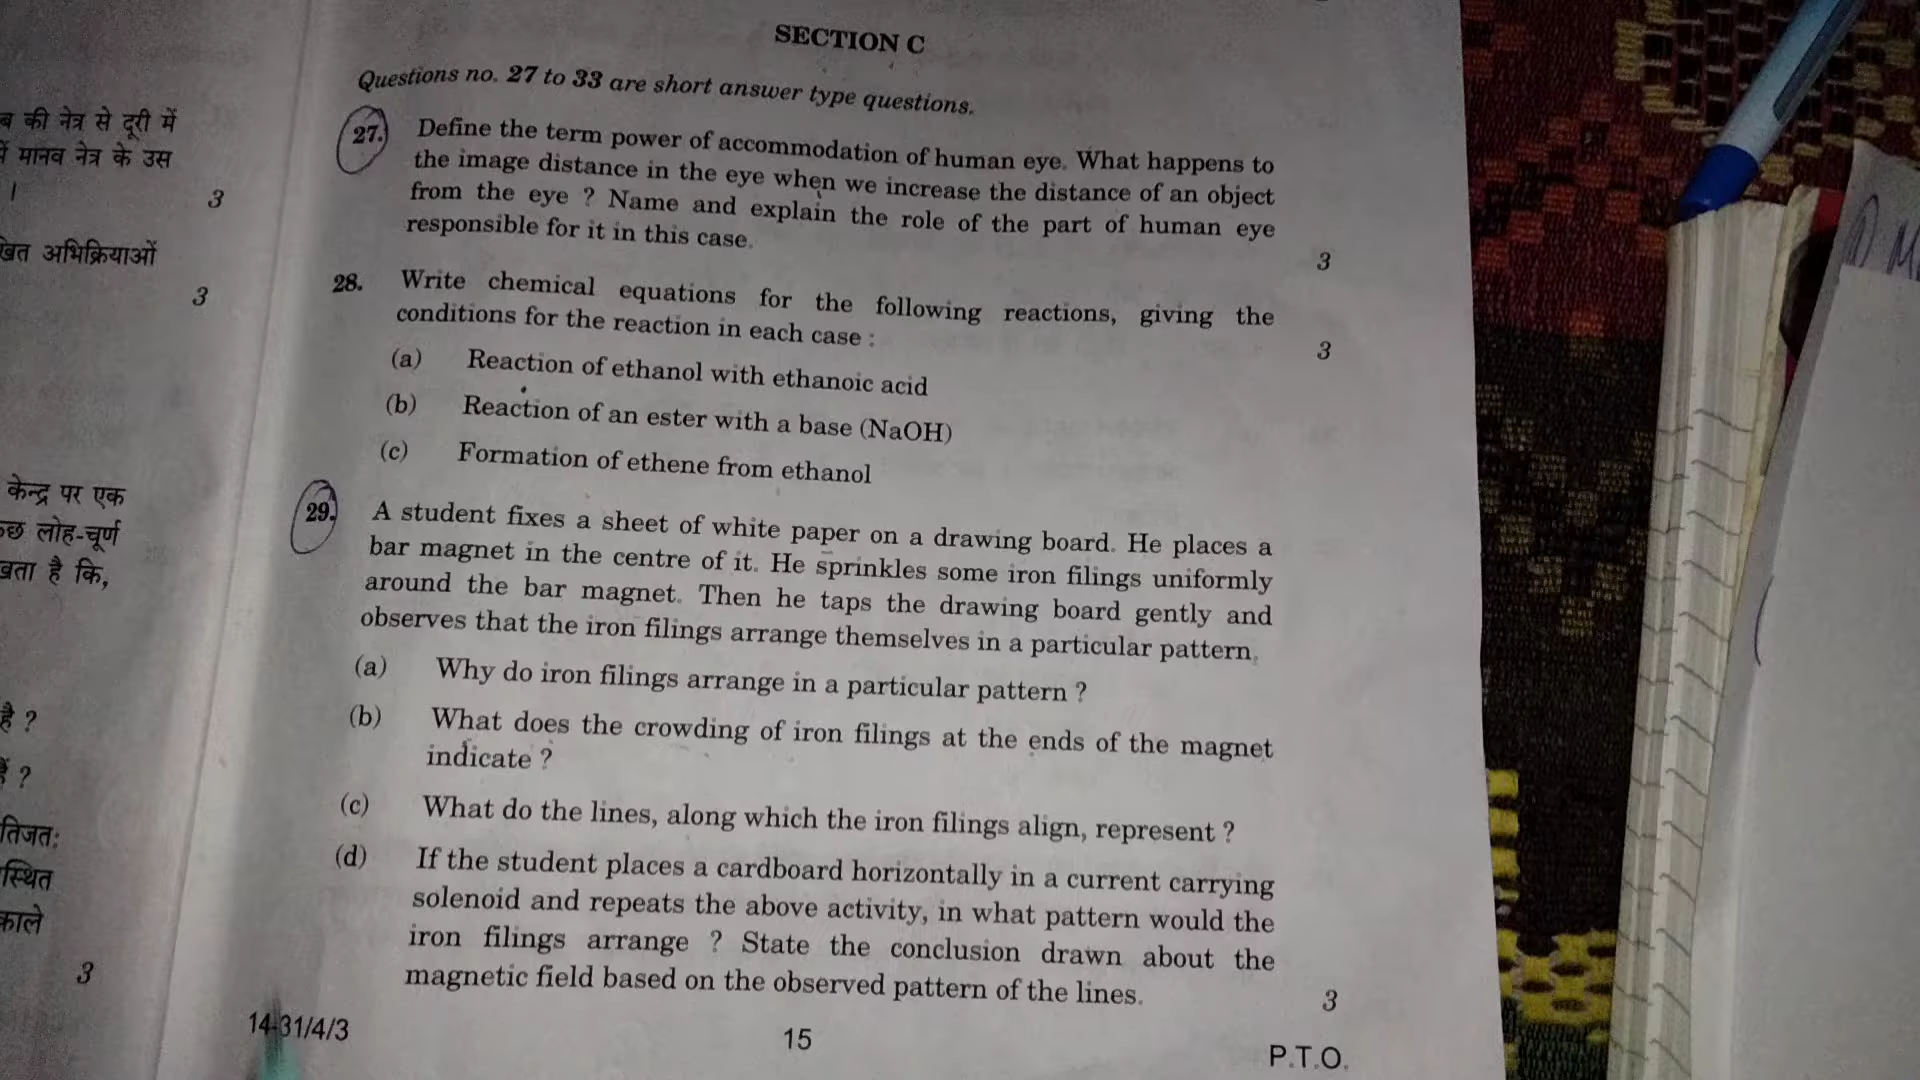 ब की नेत्र से दूरी में
में मानव नेत्र के उस
।
3
खित अभिक्रियाओं
3
केन्द्र पर एक
कुछ लोह-चूर्ण
खता है कि,
है ?
हैं ?
तिजतः
स्थित
काले
3
SECTION C
Questions no. 27 to 33 are short answer type questions.
27. Define the term power of accommodation of human eye. What happens to
the image distance in the eye when we increase the distance of an object
from the eye ? Name and explain the role of the part of human eye
responsible for it in this case.
3
28. Write chemical equations for the following reactions, giving the
conditions for the reaction in each case :
3
(a) Reaction of ethanol with ethanoic acid
(b) Reaction of an ester with a base (NaOH)
(c) Formation of ethene from ethanol
29. A student fixes a sheet of white paper on a drawing board. He places a
bar magnet in the centre of it. He sprinkles some iron filings uniformly
around the bar magnet. Then he taps the drawing board gently and
observes that the iron filings arrange themselves in a particular pattern.
(a) Why do iron filings arrange in a particular pattern ?
(b) What does the crowding of iron filings at the ends of the magnet
indicate ?
(c) What do the lines, along which the iron filings align, represent ?
(d) If the student places a cardboard horizontally in a current carrying
solenoid and repeats the above activity, in what pattern would the
iron filings arrange ? State the conclusion drawn about the
magnetic field based on the observed pattern of the lines.
3
14-31/4/3
15
P.T.O.